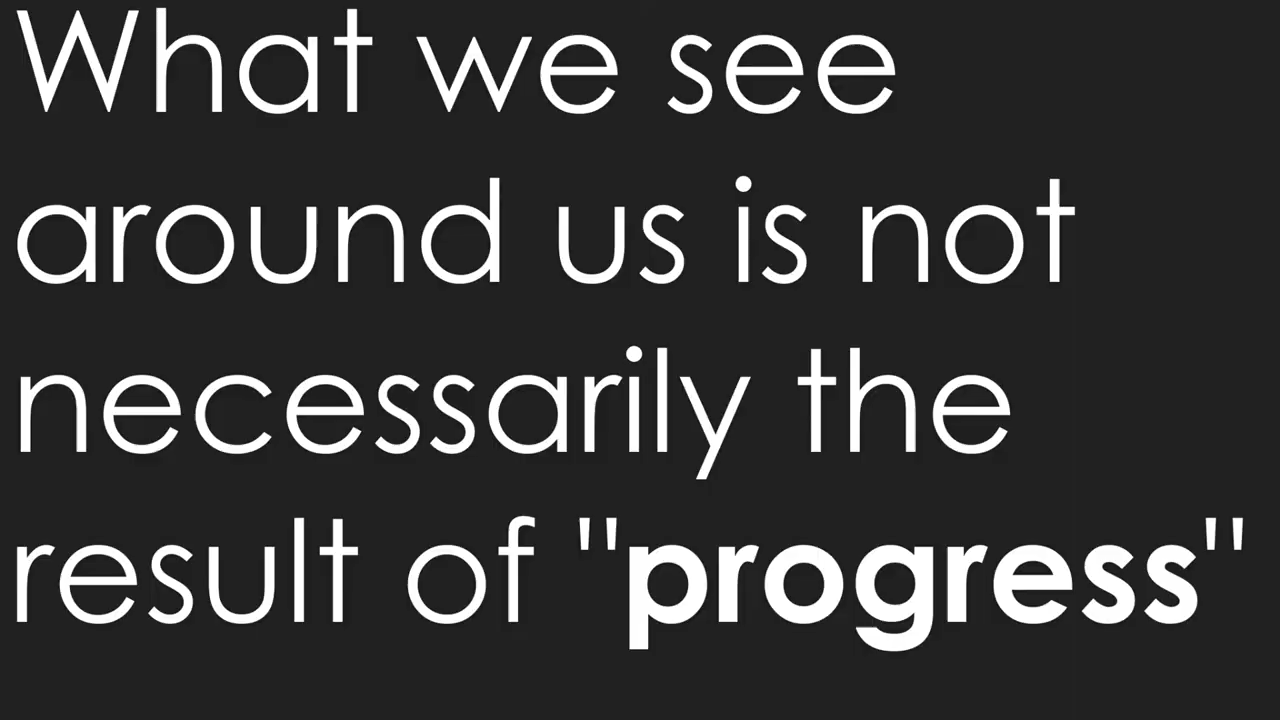 What we see
around us is not
necessarily the
result of "progress"